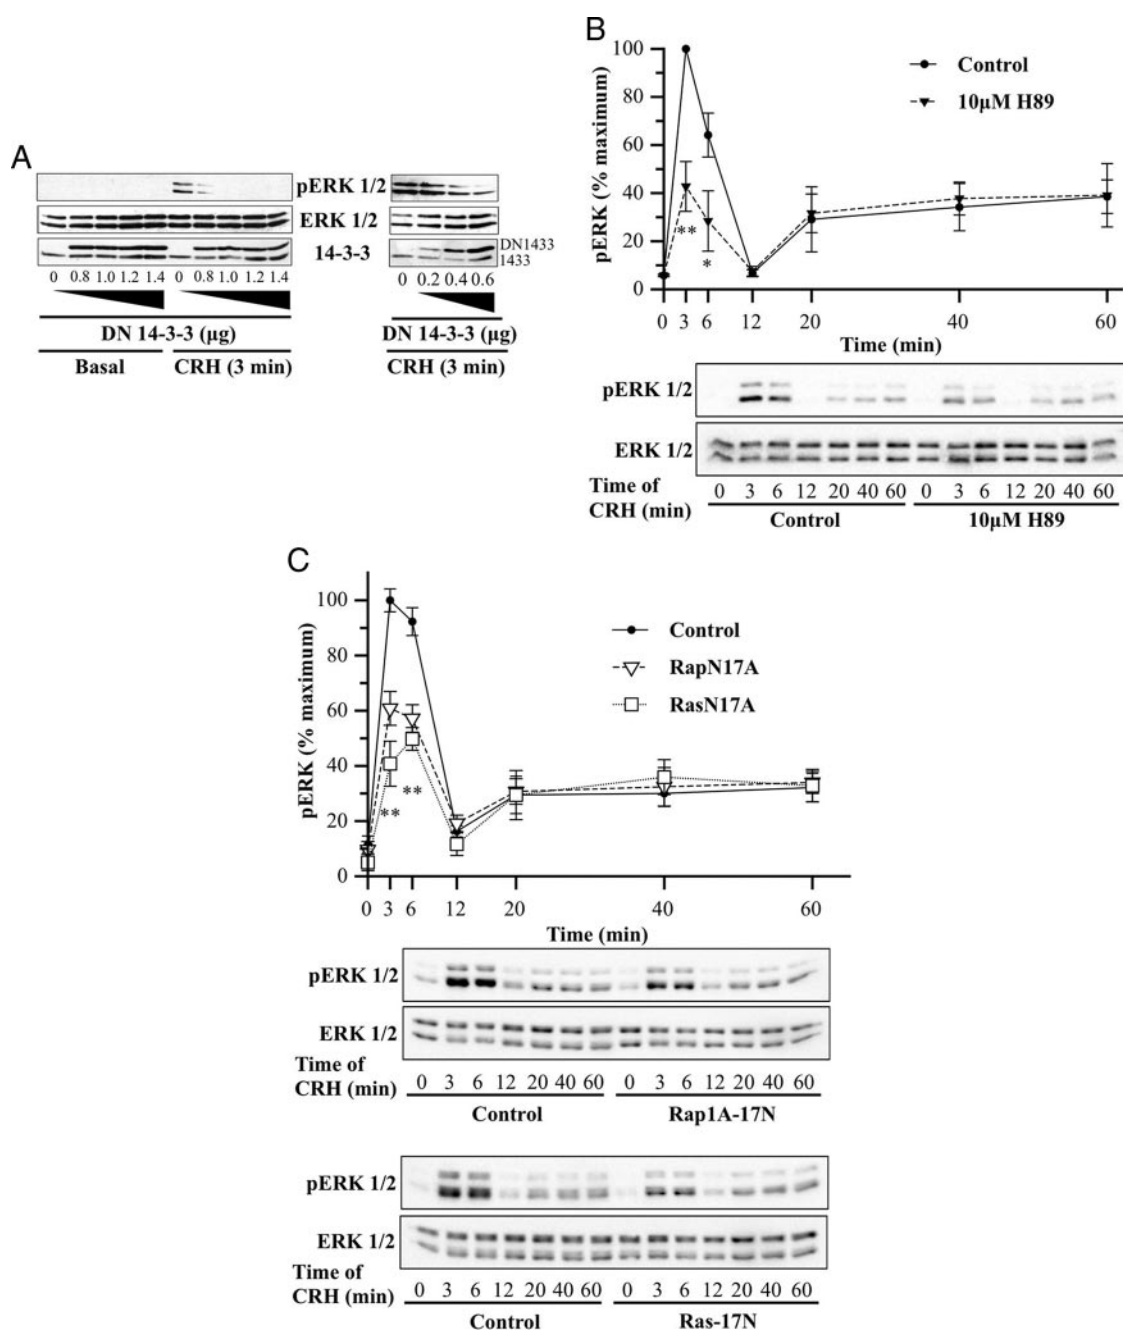 A
pERK 1/2
ERK 1/2
14-3-3
DN1433
1433
0 0.8 1.0 1.2 1.4 0 0.8 1.0 1.2 1.4
0 0.2 0.4 0.6
DN 14-3-3 (µg)
DN 14-3-3 (µg)
Basal
CRH (3 min)
CRH (3 min)
B
pERK (% maximum)
100
80
60
40
20
0
Control
10µM H89
**
*
0 3 6 12 20 40 60
Time (min)
pERK 1/2
ERK 1/2
Time of
CRH (min)
0 3 6 12 20 40 60 0 3 6 12 20 40 60
Control
10µM H89
C
pERK (% maximum)
100
80
60
40
20
0
Control
RapN17A
RasN17A
**
**
0 3 6 12 20 40 60
Time (min)
pERK 1/2
ERK 1/2
Time of
CRH (min)
0 3 6 12 20 40 60 0 3 6 12 20 40 60
Control
Rap1A-17N
pERK 1/2
ERK 1/2
Time of
CRH (min)
0 3 6 12 20 40 60 0 3 6 12 20 40 60
Control
Ras-17N